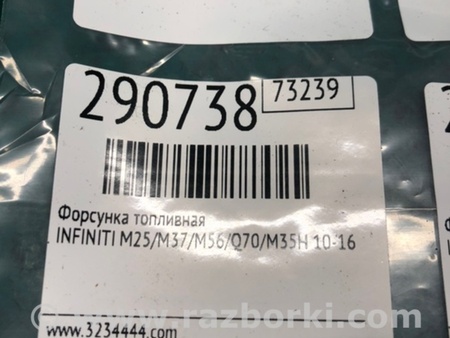 290738
73239
Форсунка топливная
INFINITI M25/M37/M56/Q70/M35H 10-16
www.3234444.com
www.razborki.com